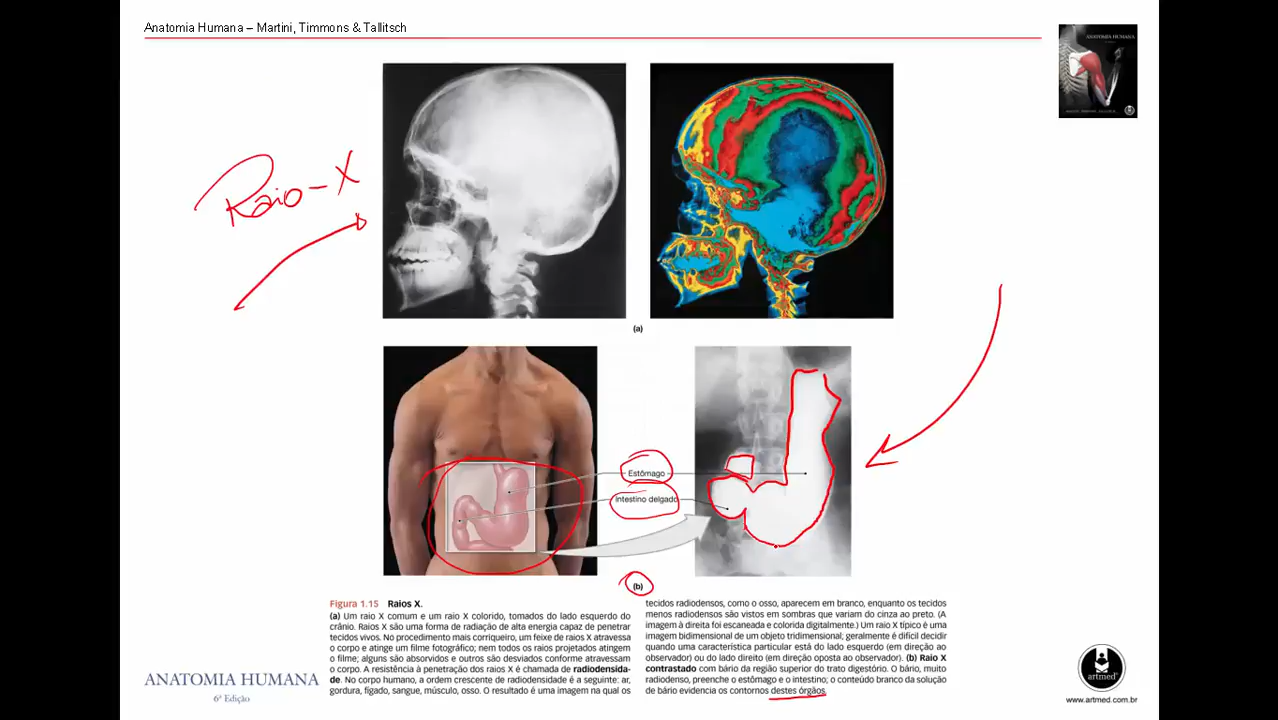 Anatomia Humana – Martini, Timmons & Tallitsch
ANATOMIA HUMANA
Raio-X
(a)
Estômago
Intestino delgado
(b)
Figura 1.15 Raios X.
(a) Um raio X comum e um raio X colorido, tomados do lado esquerdo do
crânio. Raios X são uma forma de radiação de alta energia capaz de penetrar
tecidos vivos. No procedimento mais corriqueiro, um feixe de raios X atravessa
o corpo e atinge um filme fotográfico; nem todos os raios projetados atingem
o filme; alguns são absorvidos e outros são desviados conforme atravessam
o corpo. A resistência à penetração dos raios X é chamada de radiodensida-
de. No corpo humano, a ordem crescente de radiodensidade é a seguinte: ar,
gordura, fígado, sangue, músculo, osso. O resultado é uma imagem na qual os
tecidos radiodensos, como o osso, aparecem em branco, enquanto os tecidos
menos radiodensos são vistos em sombras que variam do cinza ao preto. (A
imagem à direita foi escaneada e colorida digitalmente.) Um raio X típico é uma
imagem bidimensional de um objeto tridimensional; geralmente é difícil decidir
quando uma característica particular está do lado esquerdo (em direção ao
observador) ou do lado direito (em direção oposta ao observador). (b) Raio X
contrastado com bário da região superior do trato digestório. O bário, muito
radiodenso, preenche o estômago e o intestino; o conteúdo branco da solução
de bário evidencia os contornos destes órgãos.
ANATOMIA HUMANA
6ª Edição
artmed
www.artmed.com.br